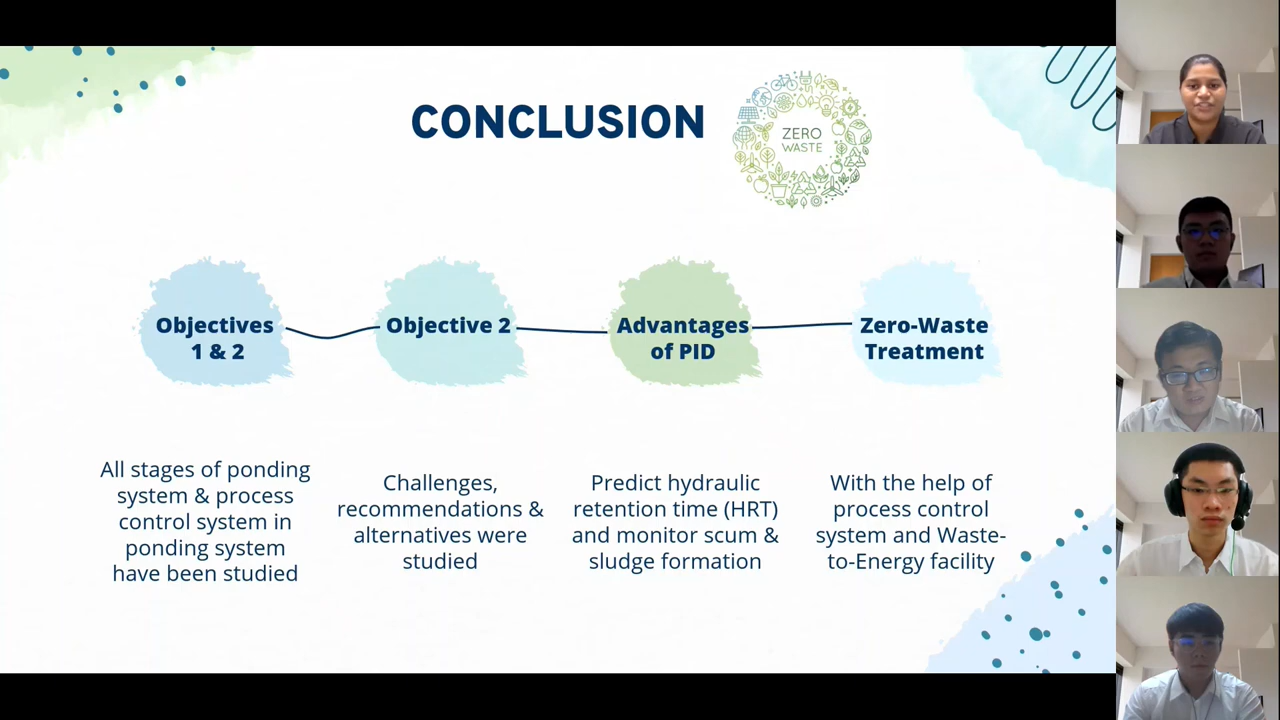 CONCLUSION
ZERO
WASTE
Objectives
1 & 2
Objective 2
Advantages
of PID
Zero-Waste
Treatment
All stages of ponding
system & process
control system in
ponding system
have been studied
Challenges,
recommendations &
alternatives were
studied
Predict hydraulic
retention time (HRT)
and monitor scum &
sludge formation
With the help of
process control
system and Waste-
to-Energy facility